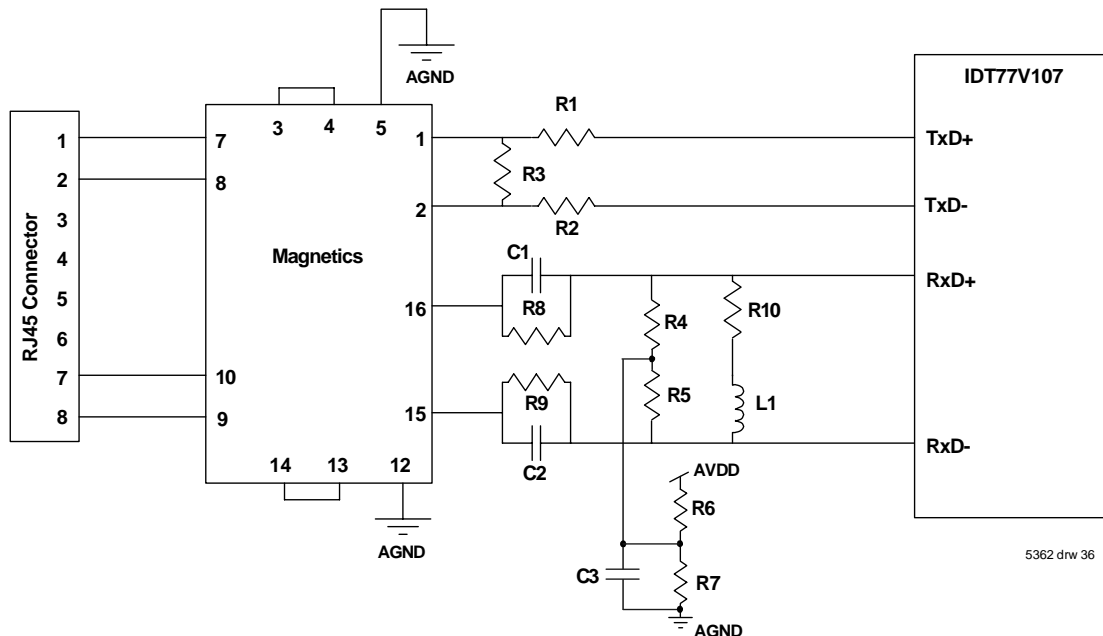 AGND
IDT77V107
RJ45 Connector
1
2
3
4
5
6
7
8
Magnetics
3
4
5
7
8
10
9
14
13
12
1
2
16
15
R1
R3
R2
C1
R8
R9
C2
R4
R5
R10
L1
TxD+
TxD-
RxD+
RxD-
AVDD
R6
C3
R7
AGND
AGND
5362 drw 36